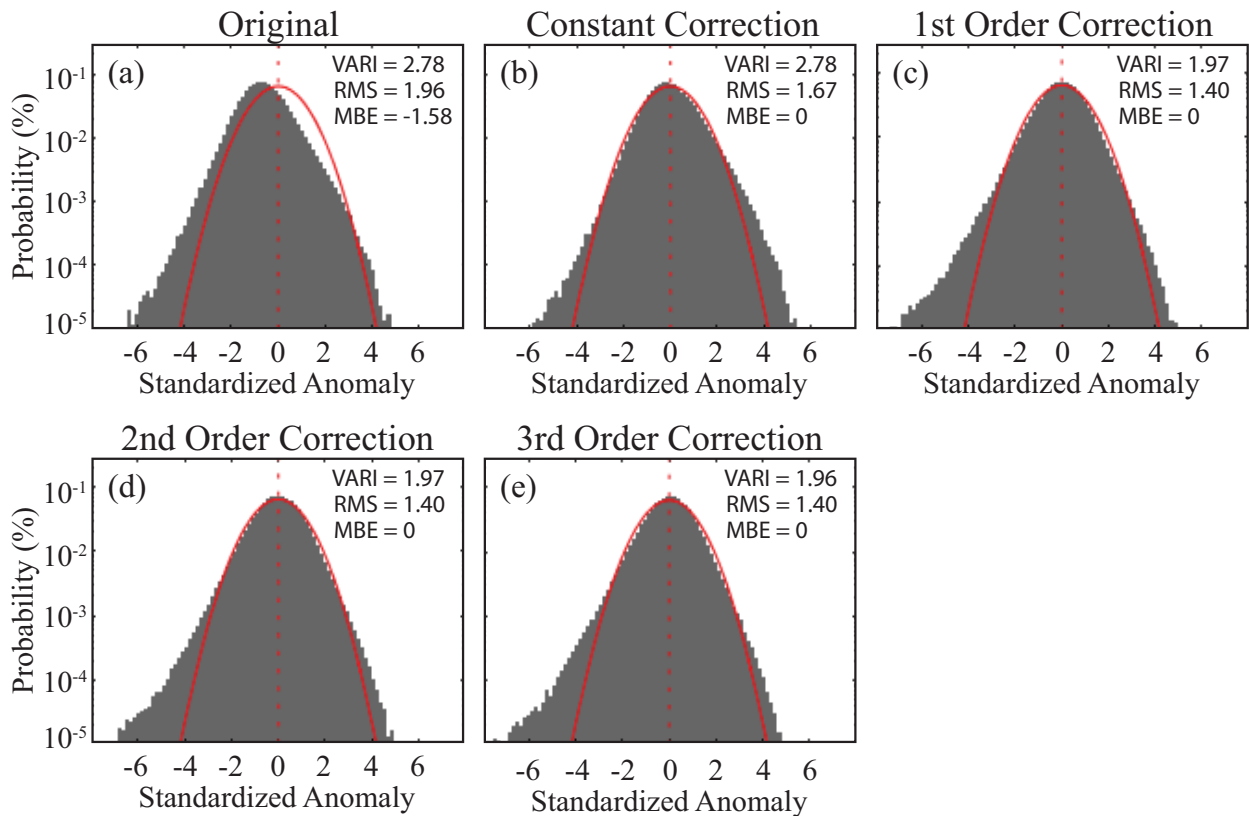 Original
(a)
VARI = 2.78
RMS = 1.96
MBE = -1.58
Probability (%)
10-1
10-2
10-3
10-4
10-5
-6 -4 -2 0 2 4 6
Standardized Anomaly
Constant Correction
(b)
VARI = 2.78
RMS = 1.67
MBE = 0
-6 -4 -2 0 2 4 6
Standardized Anomaly
1st Order Correction
(c)
VARI = 1.97
RMS = 1.40
MBE = 0
-6 -4 -2 0 2 4 6
Standardized Anomaly
2nd Order Correction
(d)
VARI = 1.97
RMS = 1.40
MBE = 0
Probability (%)
10-1
10-2
10-3
10-4
10-5
-6 -4 -2 0 2 4 6
Standardized Anomaly
3rd Order Correction
(e)
VARI = 1.96
RMS = 1.40
MBE = 0
-6 -4 -2 0 2 4 6
Standardized Anomaly